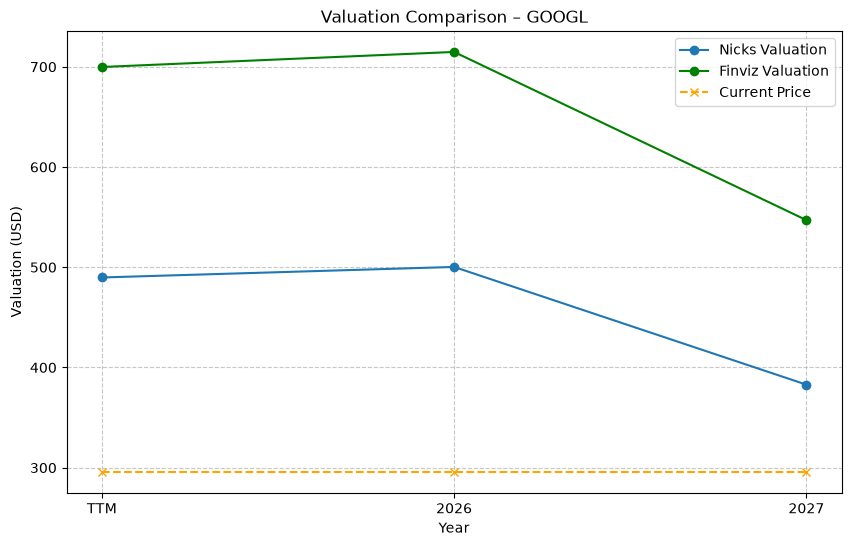 Valuation Comparison – GOOGL
Nicks Valuation
Finviz Valuation
Current Price
700
600
500
400
300
Valuation (USD)
TTM
2026
2027
Year